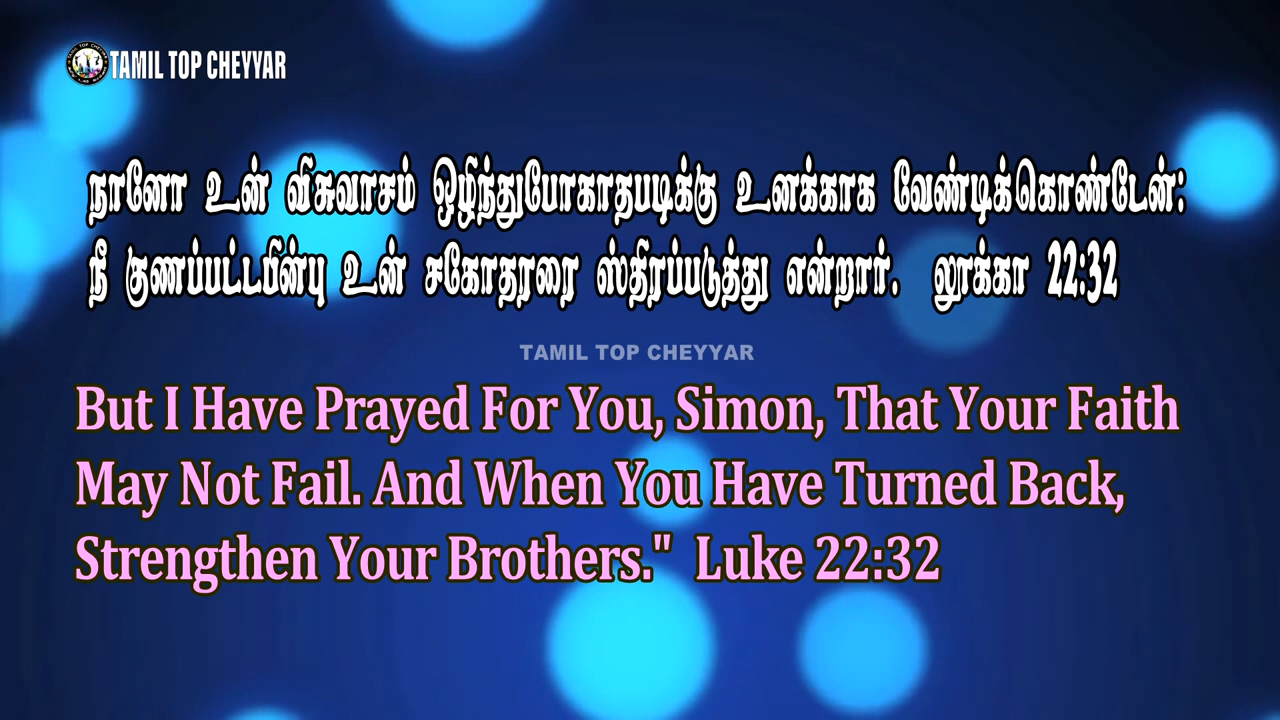 TAMIL TOP CHEYYAR
நானோ உன் விசுவாசம் ஒழிந்துபோகாதபடிக்கு உனக்காக வேண்டிக்கொண்டேன்:
நீ குணப்பட்டபின்பு உன் சகோதரரை ஸ்திரப்படுத்து என்றார். லூக்கா 22:32
TAMIL TOP CHEYYAR
But I Have Prayed For You, Simon, That Your Faith
May Not Fail. And When You Have Turned Back,
Strengthen Your Brothers." Luke 22:32